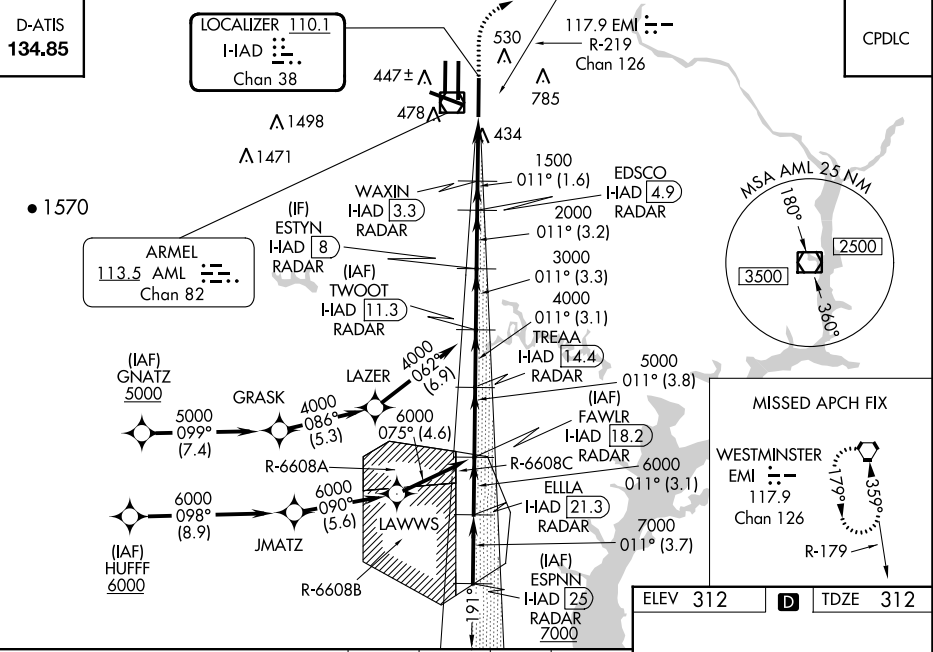 D-ATIS
134.85
LOCALIZER 110.1
I-IAD
Chan 38
117.9 EMI
R-219
Chan 126
CPDLC
530
785
447±
478
434
1498
1471
1570
ARMEL
113.5 AML
Chan 82
WAXIN
I-IAD 3.3
RADAR
1500
011° (1.6)
EDSCO
I-IAD 4.9
RADAR
2000
011° (3.2)
(IF)
ESTYN
I-IAD 8
RADAR
3000
011° (3.3)
(IAF)
TWOOT
I-IAD 11.3
RADAR
4000
011° (3.1)
TREAA
I-IAD 14.4
RADAR
5000
011° (3.8)
MSA AML 25 NM
180°
2500
3500
360°
(IAF)
GNATZ
5000
5000
099°
(7.4)
GRASK
4000
086°
(5.3)
LAZER
4000
062°
(6.9)
6000
075° (4.6)
(IAF)
FAWLR
I-IAD 18.2
RADAR
6000
011° (3.1)
R-6608A
R-6608C
6000
098°
(8.9)
(IAF)
HUFFF
6000
JMATZ
6000
090°
(5.6)
LAWWS
R-6608B
ELLLA
I-IAD 21.3
RADAR
7000
011° (3.7)
(IAF)
ESPNN
I-IAD 25
RADAR
7000
191°
MISSED APCH FIX
WESTMINSTER
EMI
117.9
Chan 126
179°
359°
R-179
ELEV 312
D
TDZE 312